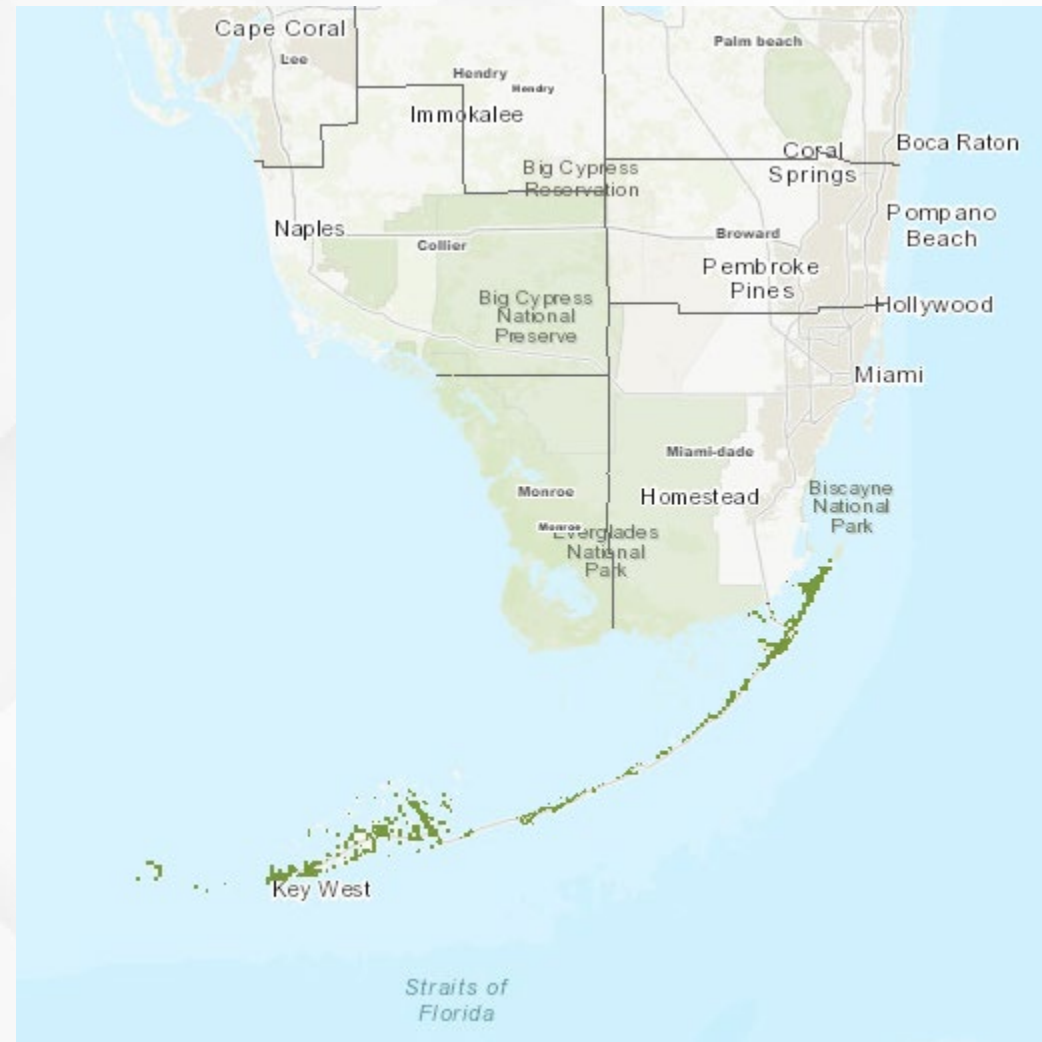 Cape Coral
Lee
Palm beach
Hendry
Hendry
Immokalee
Boca Raton
Coral
Springs
Big Cypress
Reservation
Pompano
Beach
Naples
Collier
Broward
Pembroke
Pines
Big Cypress
National
Preserve
Hollywood
Miami
Miami-dade
Monroe
Homestead
Biscayne
National
Park
Monroe
Everglades
National
Park
Key West
Straits of
Florida